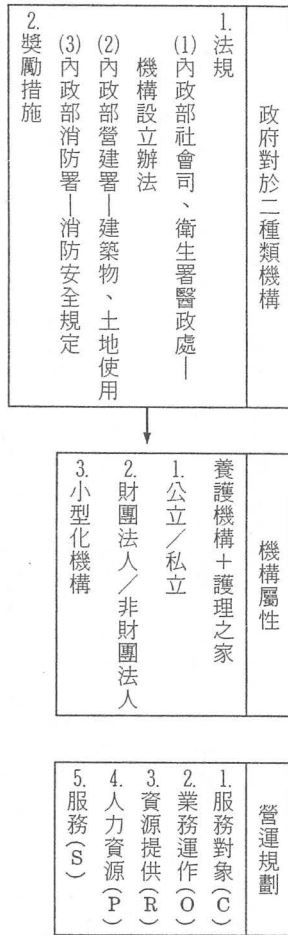 政府對於二種類機構
1. 法規
(1)內政部社會司、衛生署醫政處—
機構設立辦法
(2)內政部營建署—建築物、土地使用
(3)內政部消防署—消防安全規定
2. 獎勵措施
機構屬性
養護機構＋護理之家
1. 公立／私立
2. 財團法人／非財團法人
3. 小型化機構
營運規劃
1. 服務對象(C)
2. 業務運作(O)
3. 資源提供(R)
4. 人力資源(P)
5. 服務(S)